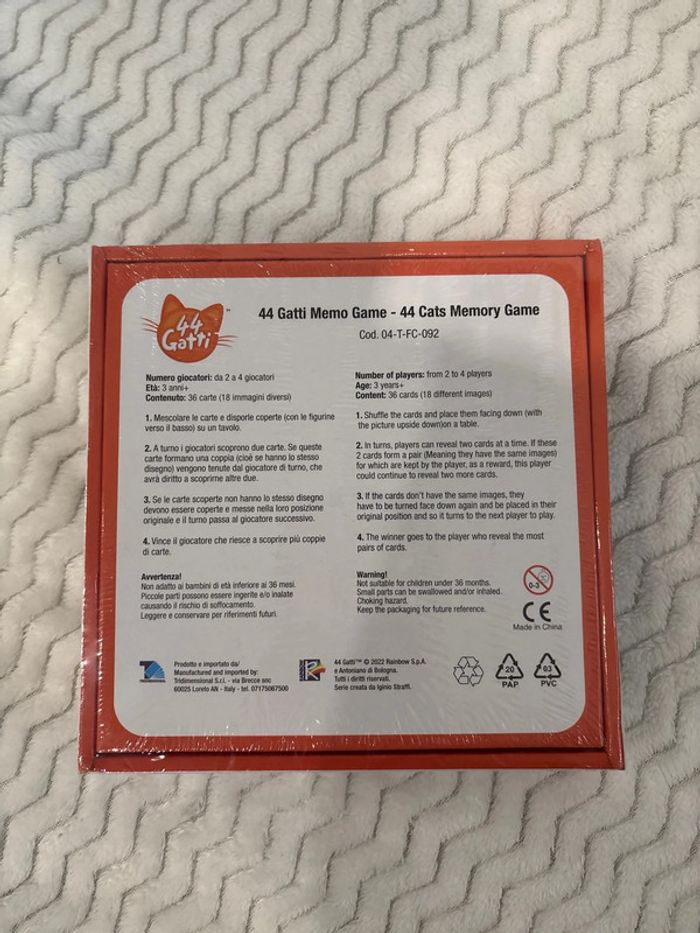 44
Gatti
™
44 Gatti Memo Game - 44 Cats Memory Game
Cod. 04-T-FC-092
Numero giocatori: da 2 a 4 giocatori
Età: 3 anni+
Contenuto: 36 carte (18 immagini diversi)
1. Mescolare le carte e disporle coperte (con le figurine
verso il basso) su un tavolo.
2. A turno i giocatori scoprono due carte. Se queste
carte formano una coppia (cioè se hanno lo stesso
disegno) vengono tenute dal giocatore di turno, che
avrà diritto a scoprirne altre due.
3. Se le carte scoperte non hanno lo stesso disegno
devono essere coperte e messe nella loro posizione
originale e il turno passa al giocatore successivo.
4. Vince il giocatore che riesce a scoprire più coppie
di carte.
Avvertenza!
Non adatto ai bambini di età inferiore ai 36 mesi.
Piccole parti possono essere ingerite e/o inalate
causando il rischio di soffocamento.
Leggere e conservare per riferimenti futuri.
Number of players: from 2 to 4 players
Age: 3 years+
Content: 36 cards (18 different images)
1. Shuffle the cards and place them facing down (with
the picture upside down)on a table.
2. In turns, players can reveal two cards at a time. If these
2 cards form a pair (Meaning they have the same images)
for which are kept by the player, as a reward, this player
could continue to reveal two more cards.
3. If the cards don't have the same images, they
have to be turned face down again and be placed in their
original position and so it turns to the next player to play.
4. The winner goes to the player who reveal the most
pairs of cards.
Warning!
Not suitable for children under 36 months.
Small parts can be swallowed and/or inhaled.
Choking hazard.
Keep the packaging for future reference.
0-3
CE
Made in China
Prodotto e importato da/
Manufactured and imported by:
Tridimensional S.r.l. - via Brecce snc
60025 Loreto AN - Italy - tel. 07175067500
44 Gatti™ © 2022 Rainbow S.p.A.
e Antoniano di Bologna.
Tutti i diritti riservati.
Serie creata da Iginio Straffi.
20
PAP
03
PVC